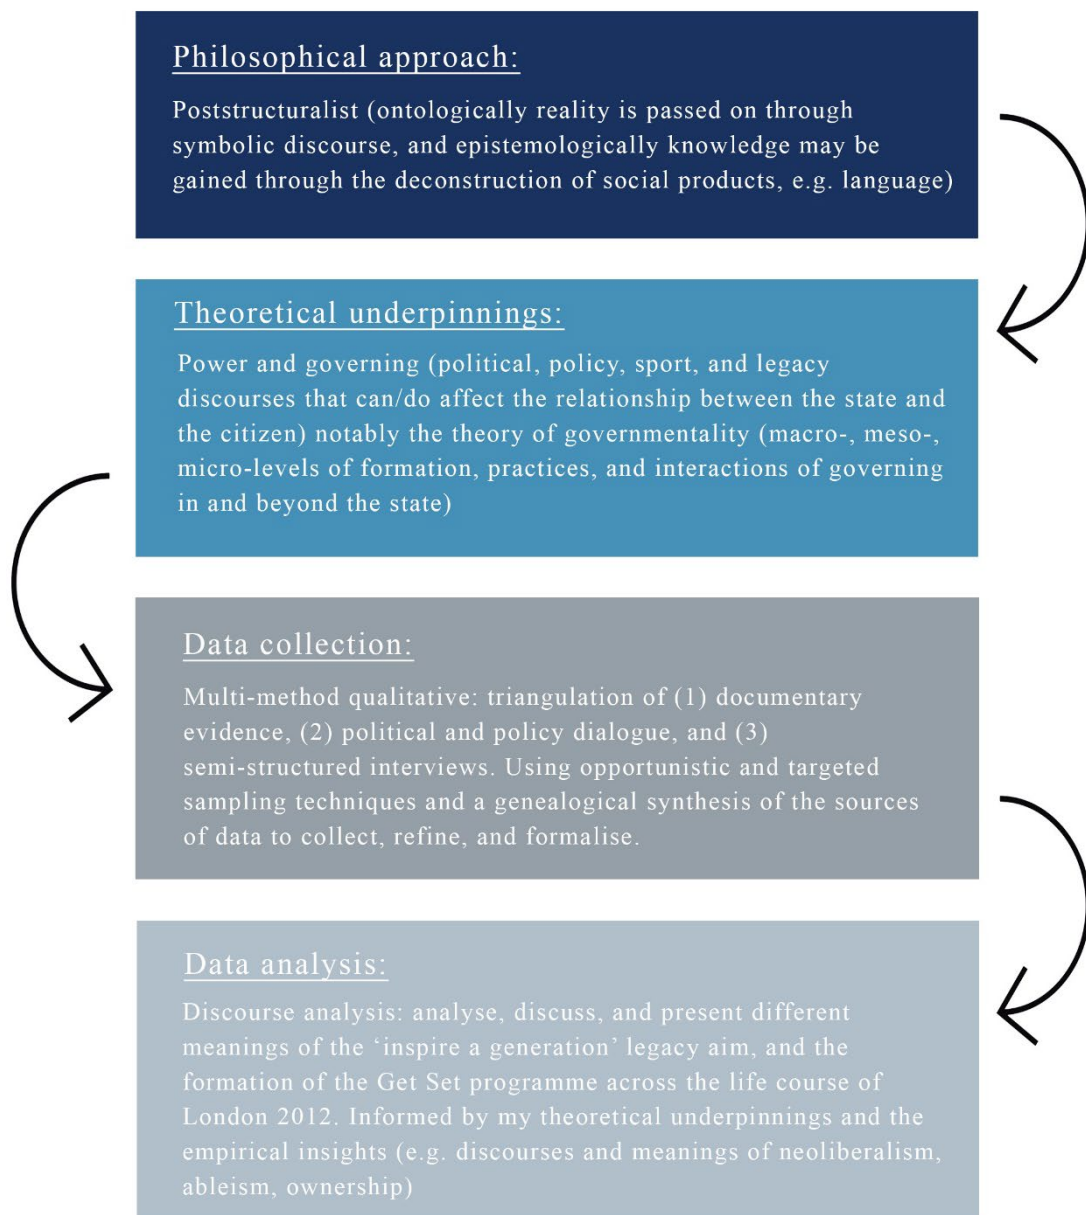 Philosophical approach:
Poststructuralist (ontologically reality is passed on through
symbolic discourse, and epistemologically knowledge may be
gained through the deconstruction of social products, e.g. language)
Theoretical underpinnings:
Power and governing (political, policy, sport, and legacy
discourses that can/do affect the relationship between the state and
the citizen) notably the theory of governmentality (macro-, meso-,
micro-levels of formation, practices, and interactions of governing
in and beyond the state)
Data collection:
Multi-method qualitative: triangulation of (1) documentary
evidence, (2) political and policy dialogue, and (3)
semi-structured interviews. Using opportunistic and targeted
sampling techniques and a genealogical synthesis of the sources
of data to collect, refine, and formalise.
Data analysis:
Discourse analysis: analyse, discuss, and present different
meanings of the ‘inspire a generation’ legacy aim, and the
formation of the Get Set programme across the life course of
London 2012. Informed by my theoretical underpinnings and the
empirical insights (e.g. discourses and meanings of neoliberalism,
ableism, ownership)